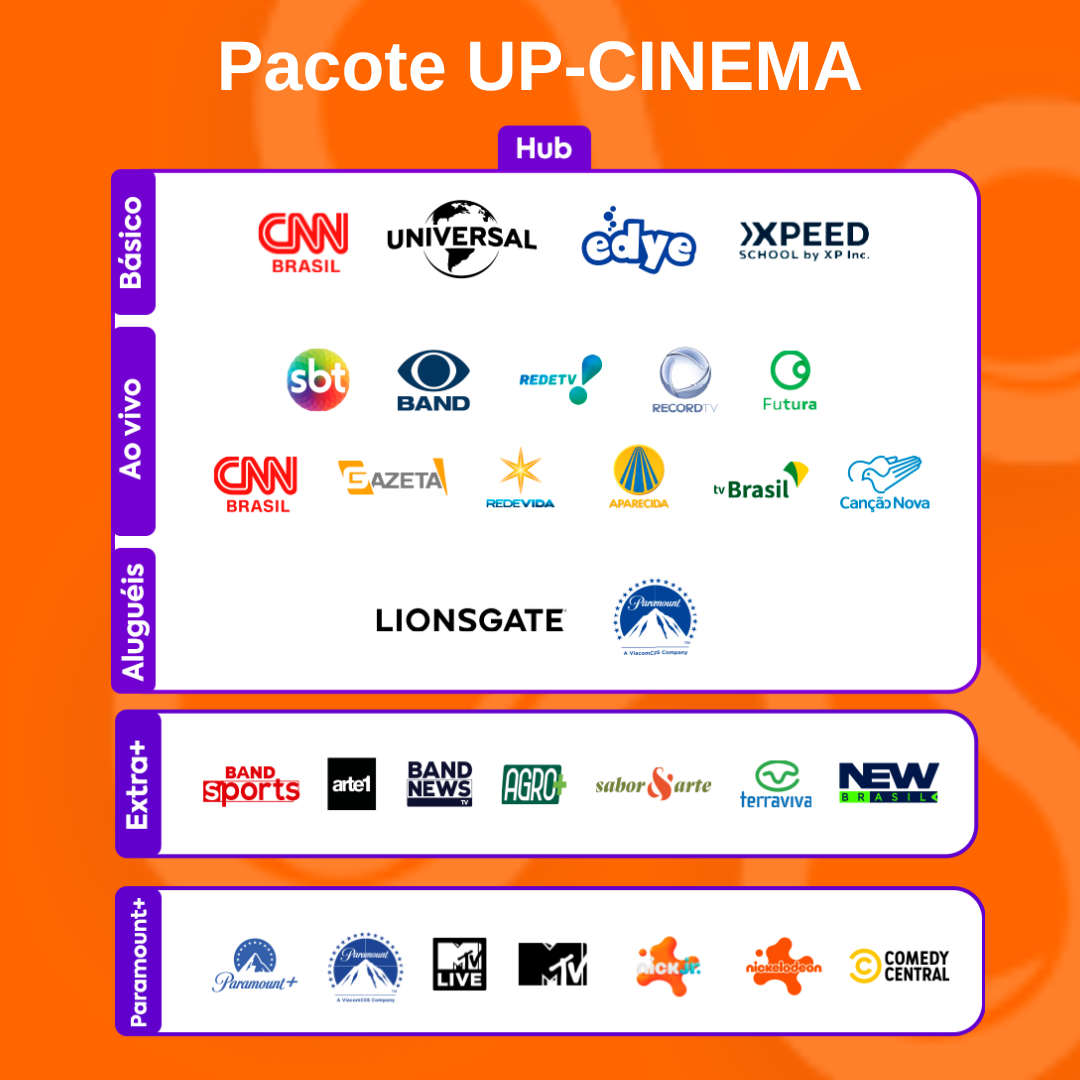 Pacote UP-CINEMA
Hub
Básico
CNN BRASIL
UNIVERSAL
edye
XPEED
SCHOOL by XP Inc.
Ao vivo
sbt
BAND
REDETV
RECORDTV
Futura
CNN BRASIL
GAZETA
REDEVIDA
APARECIDA
tv Brasil
Canção Nova
Aluguéis
LIONSGATE
Paramount
A ViacomCBS Company
Extra+
BAND
sports
arte1
BAND
NEWS
TV
AGRO+
sabor&arte
terraviva
NEW
BRASIL
Paramount+
Paramount+
Paramount
A ViacomCBS Company
MTV
LIVE
MTV
nick jr.
nickelodeon
COMEDY
CENTRAL